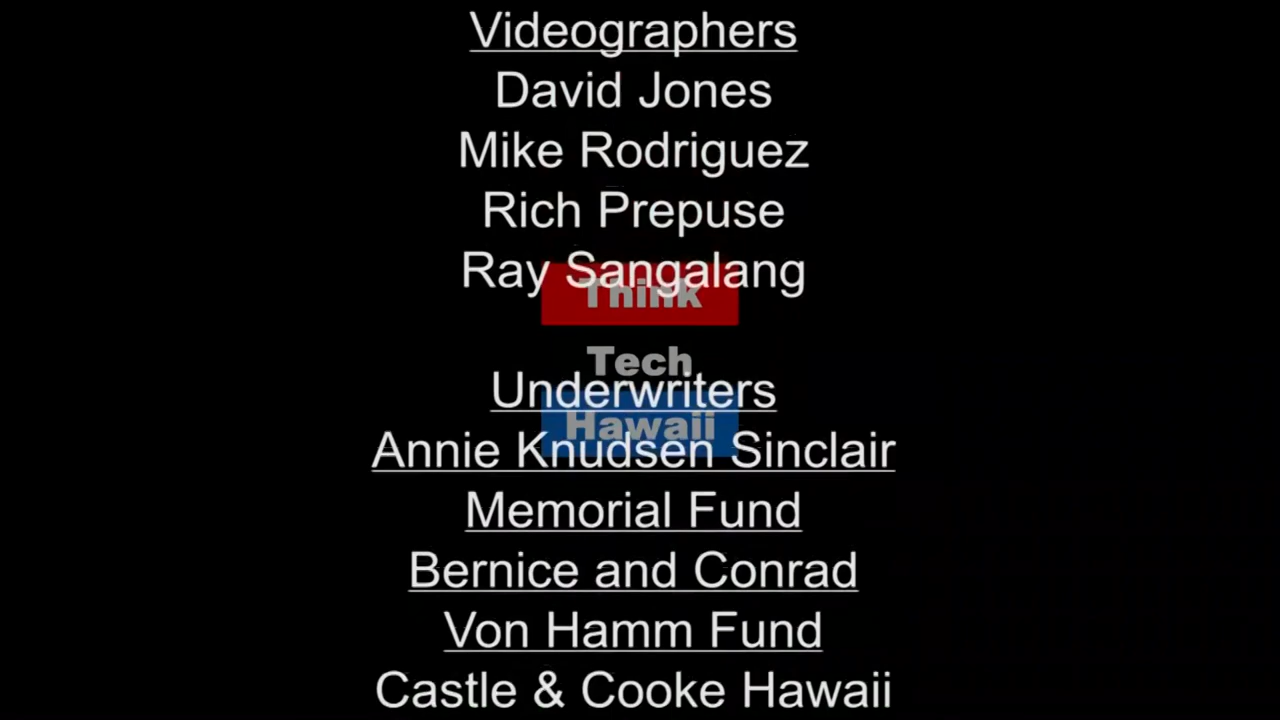 Videographers
David Jones
Mike Rodriguez
Rich Prepuse
Ray Sangalang
Think
Tech
Underwriters
Hawaii
Annie Knudsen Sinclair
Memorial Fund
Bernice and Conrad
Von Hamm Fund
Castle & Cooke Hawaii